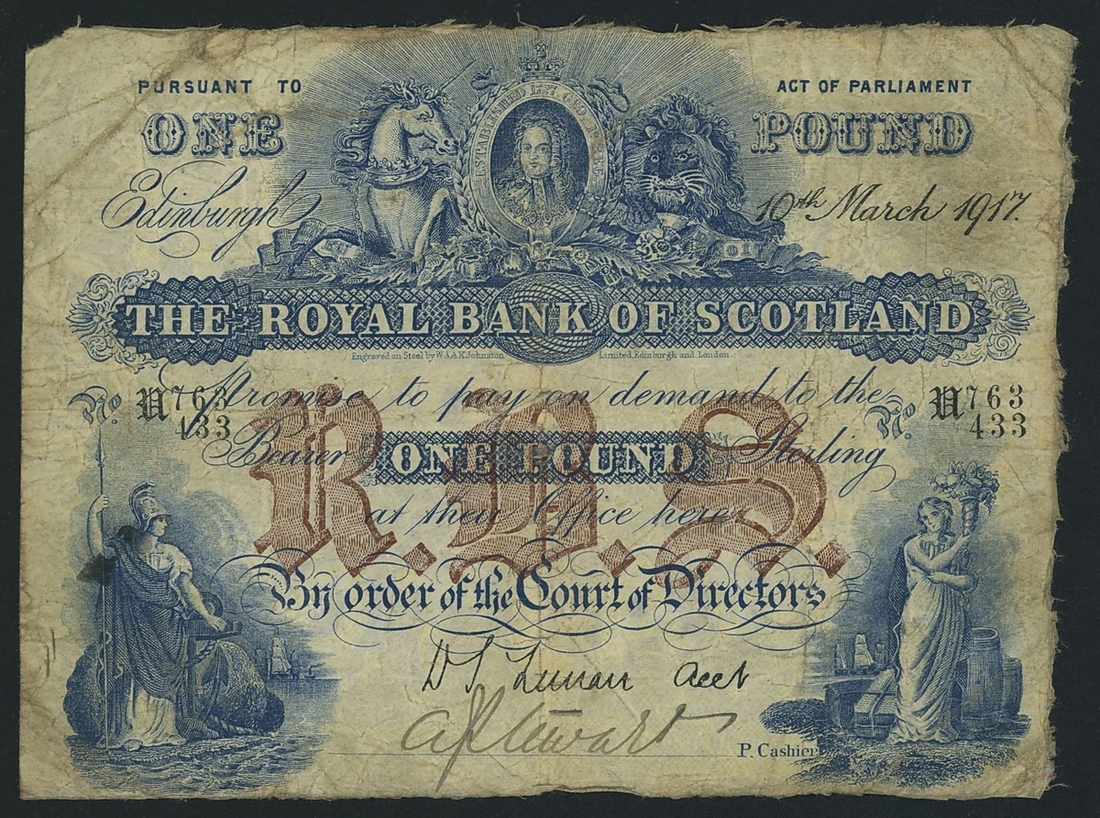 PURSUANT TO ACT OF PARLIAMENT
ONE POUND
ESTABLISHED 1727
Edinburgh 10th March 1917.
THE ROYAL BANK OF SCOTLAND
Engraved on Steel by W. & A.K. Johnston Limited, Edinburgh and London.
Promise to pay on demand to the
No. U 763 433 No. U 763 433
Bearer ONE POUND Sterling
R.B.S.
at their Office here
By order of the Court of Directors
Acct
P. Cashier